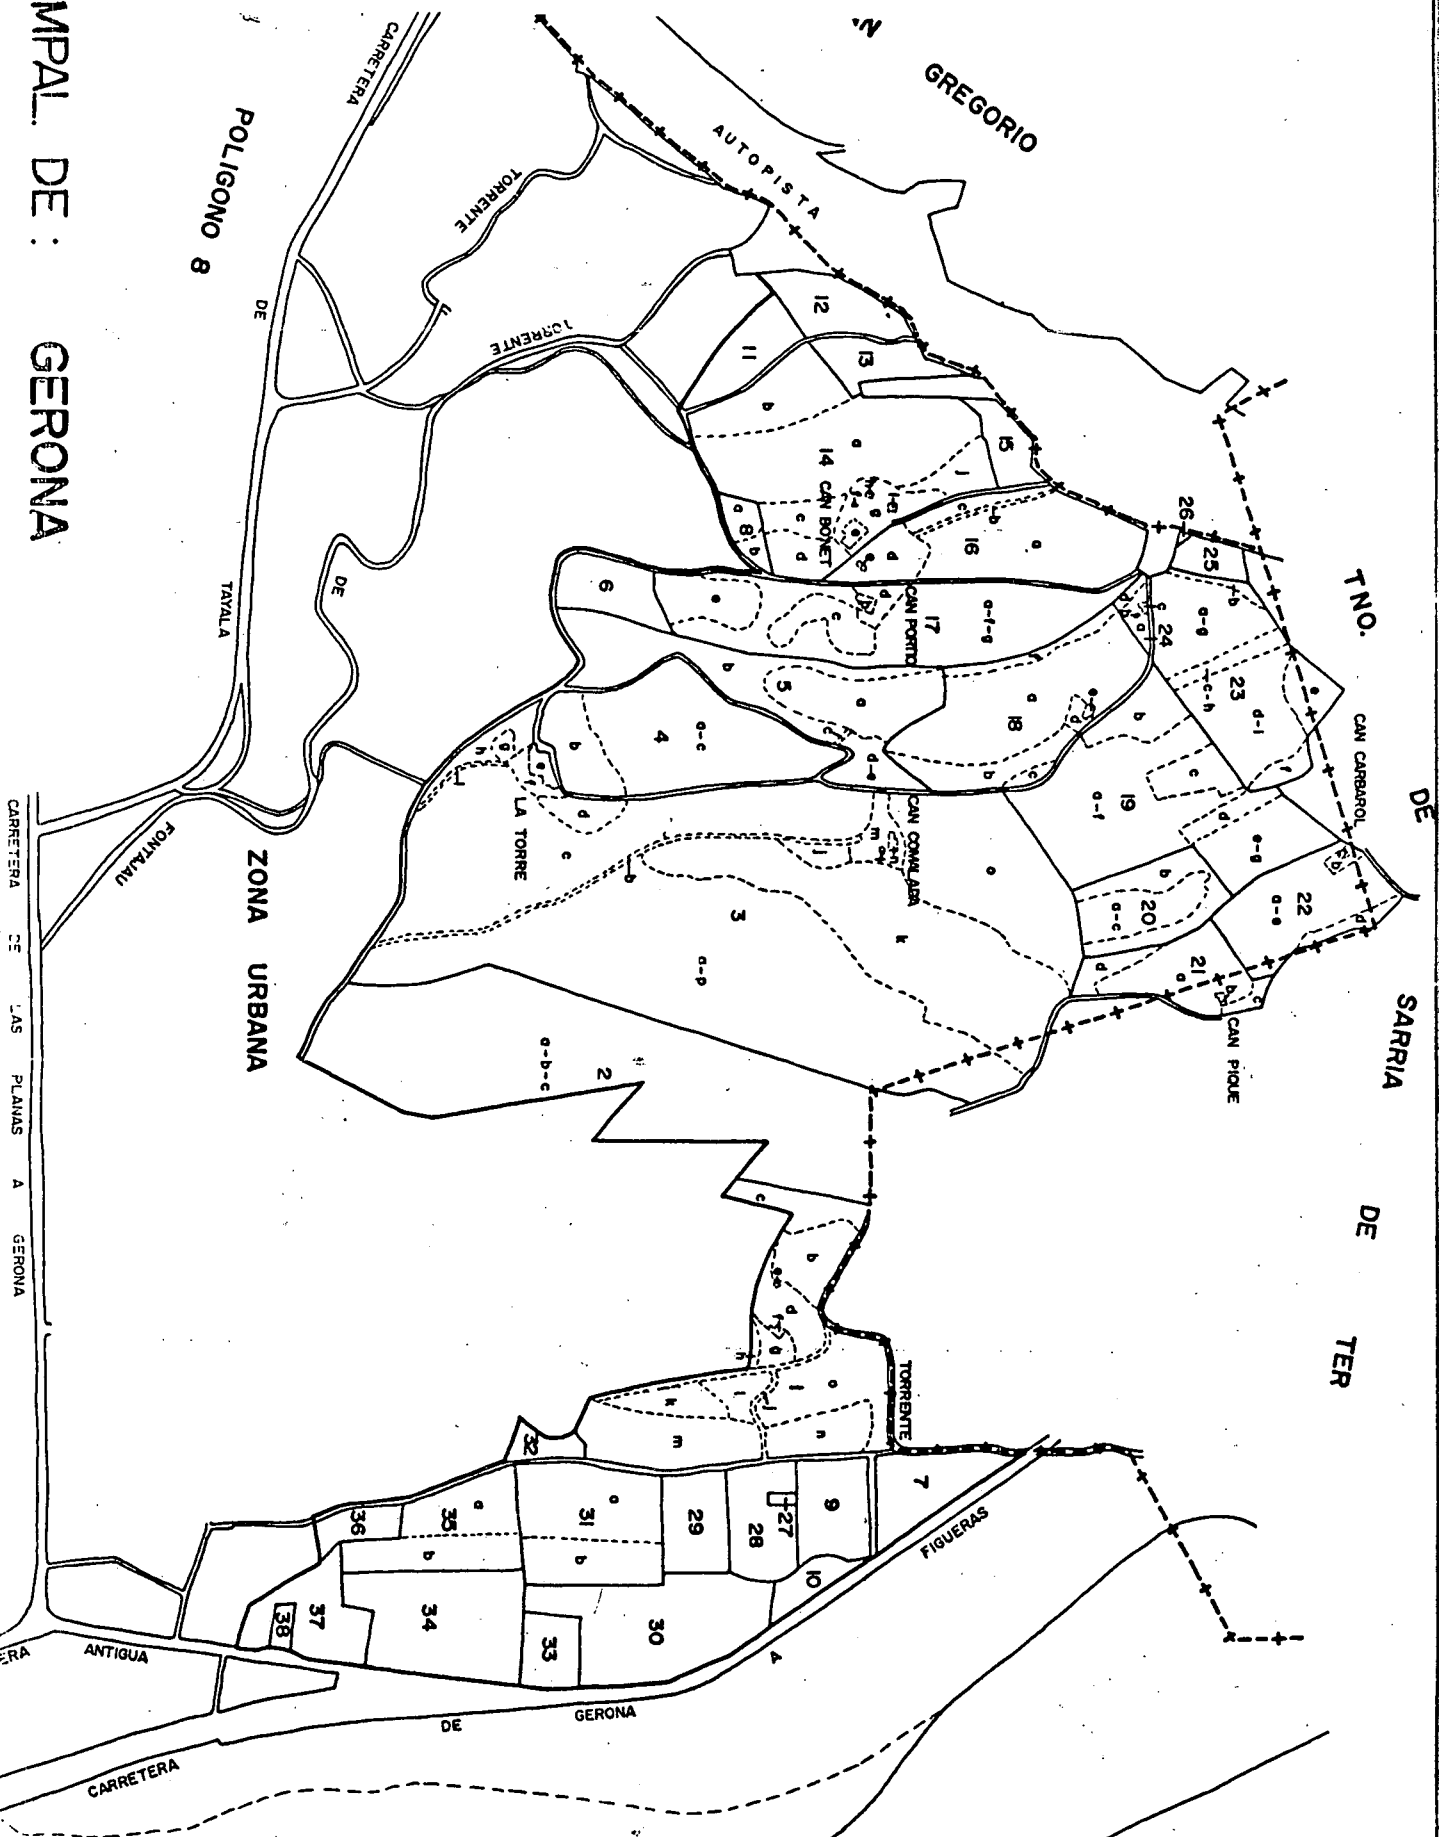 MPAL. DE : GERONA
GREGORIO
AUTOPISTA
CARRETERA
DE
TAYALA
POLIGONO 8
TORRENTE
TORRENTE
DE
FONTAJAU
ZONA URBANA
TNO.
DE
SARRIA
DE
TER
CAN CARBAROL
CAN PIQUE
CAN COMALADA
LA TORRE
14 CAN BONET
CAN PORTIO
TORRENTE
CARRETERA DE LAS PLANAS A GERONA
ANTIGUA
CARRETERA
DE
GERONA
A
FIGUERAS
2
a-b-c
3
a-p
k
4
a-c
b
5
a
b
d-e
6
7
8
9
10
11
12
13
15
16
a
17
a-f-g
18
a
b
19
a-f
c
d
20
a-c
b
21
a
b
c
d
22
a-e
b
d
23
a-g
c-h
d-i
b
e
f
e-g
24
25
26
27
28
29
30
31
a
b
32
33
34
35
a
b
36
37
38